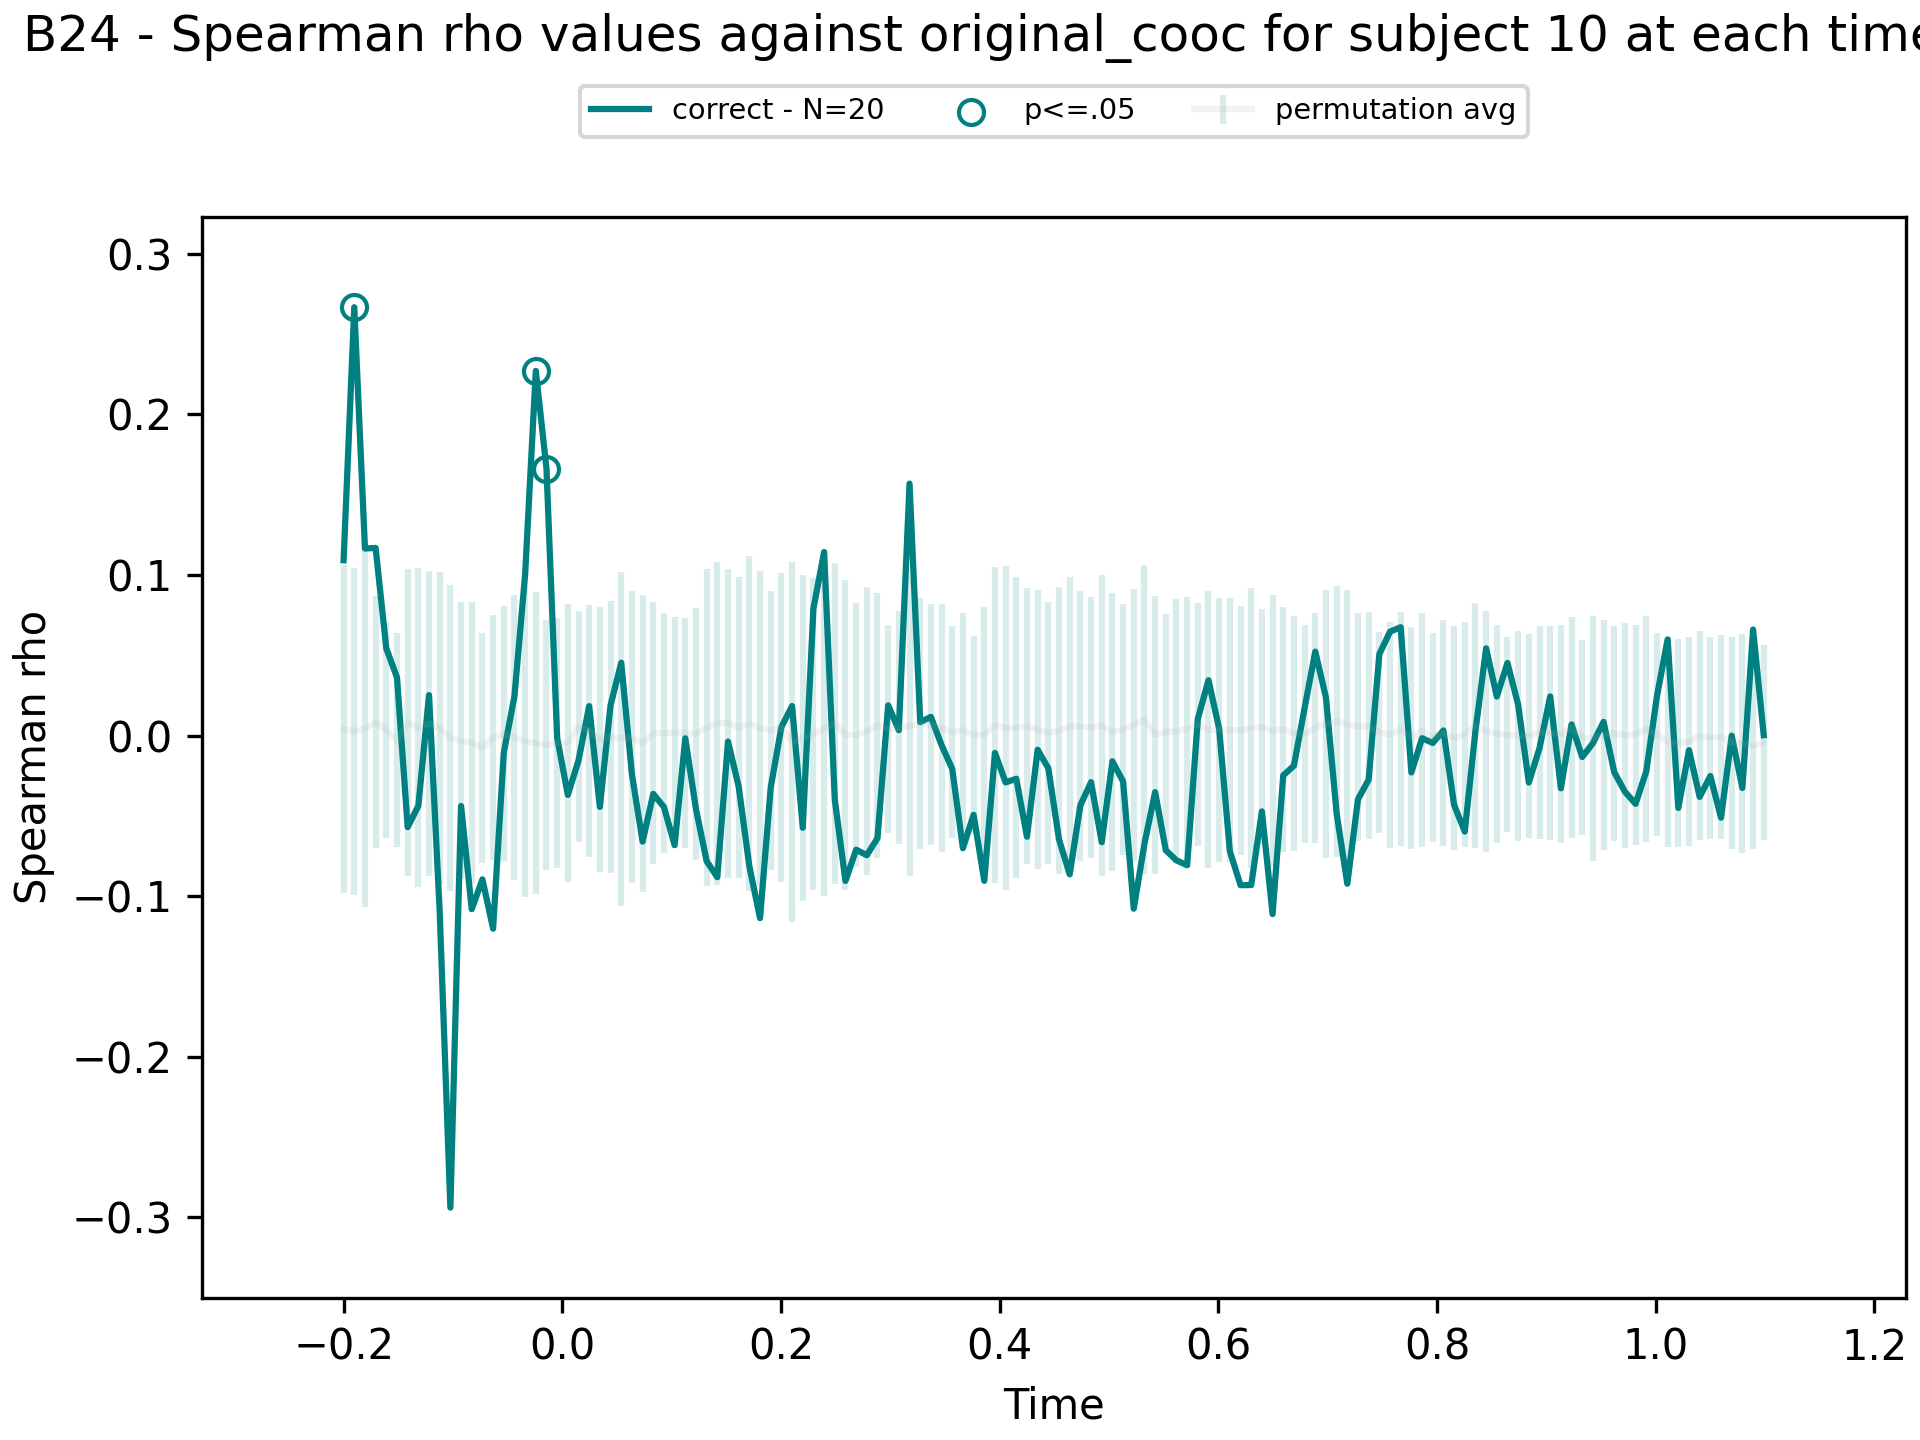 B24 - Spearman rho values against original_cooc for subject 10 at each time
correct - N=20 p<=.05 permutation avg
0.3
0.2
0.1
0.0
−0.1
−0.2
−0.3
Spearman rho
−0.2 0.0 0.2 0.4 0.6 0.8 1.0 1.2
Time